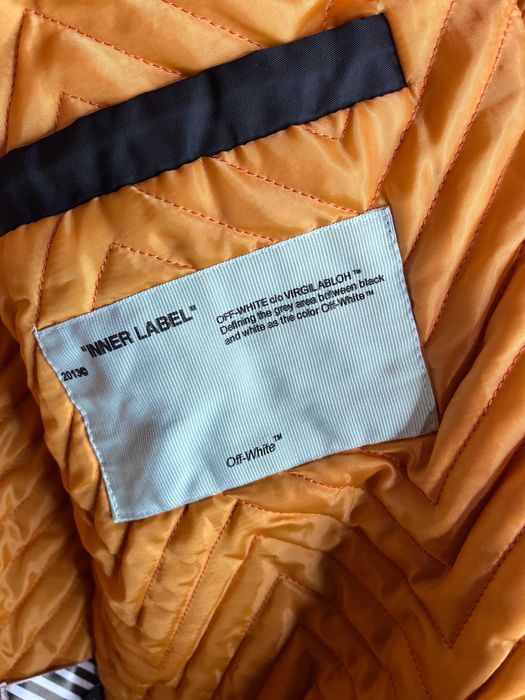 "INNER LABEL"
2013©
OFF-WHITE c/o VIRGIL ABLOH™
Defining the grey area between black
and white as the color Off-White™
Off-White™